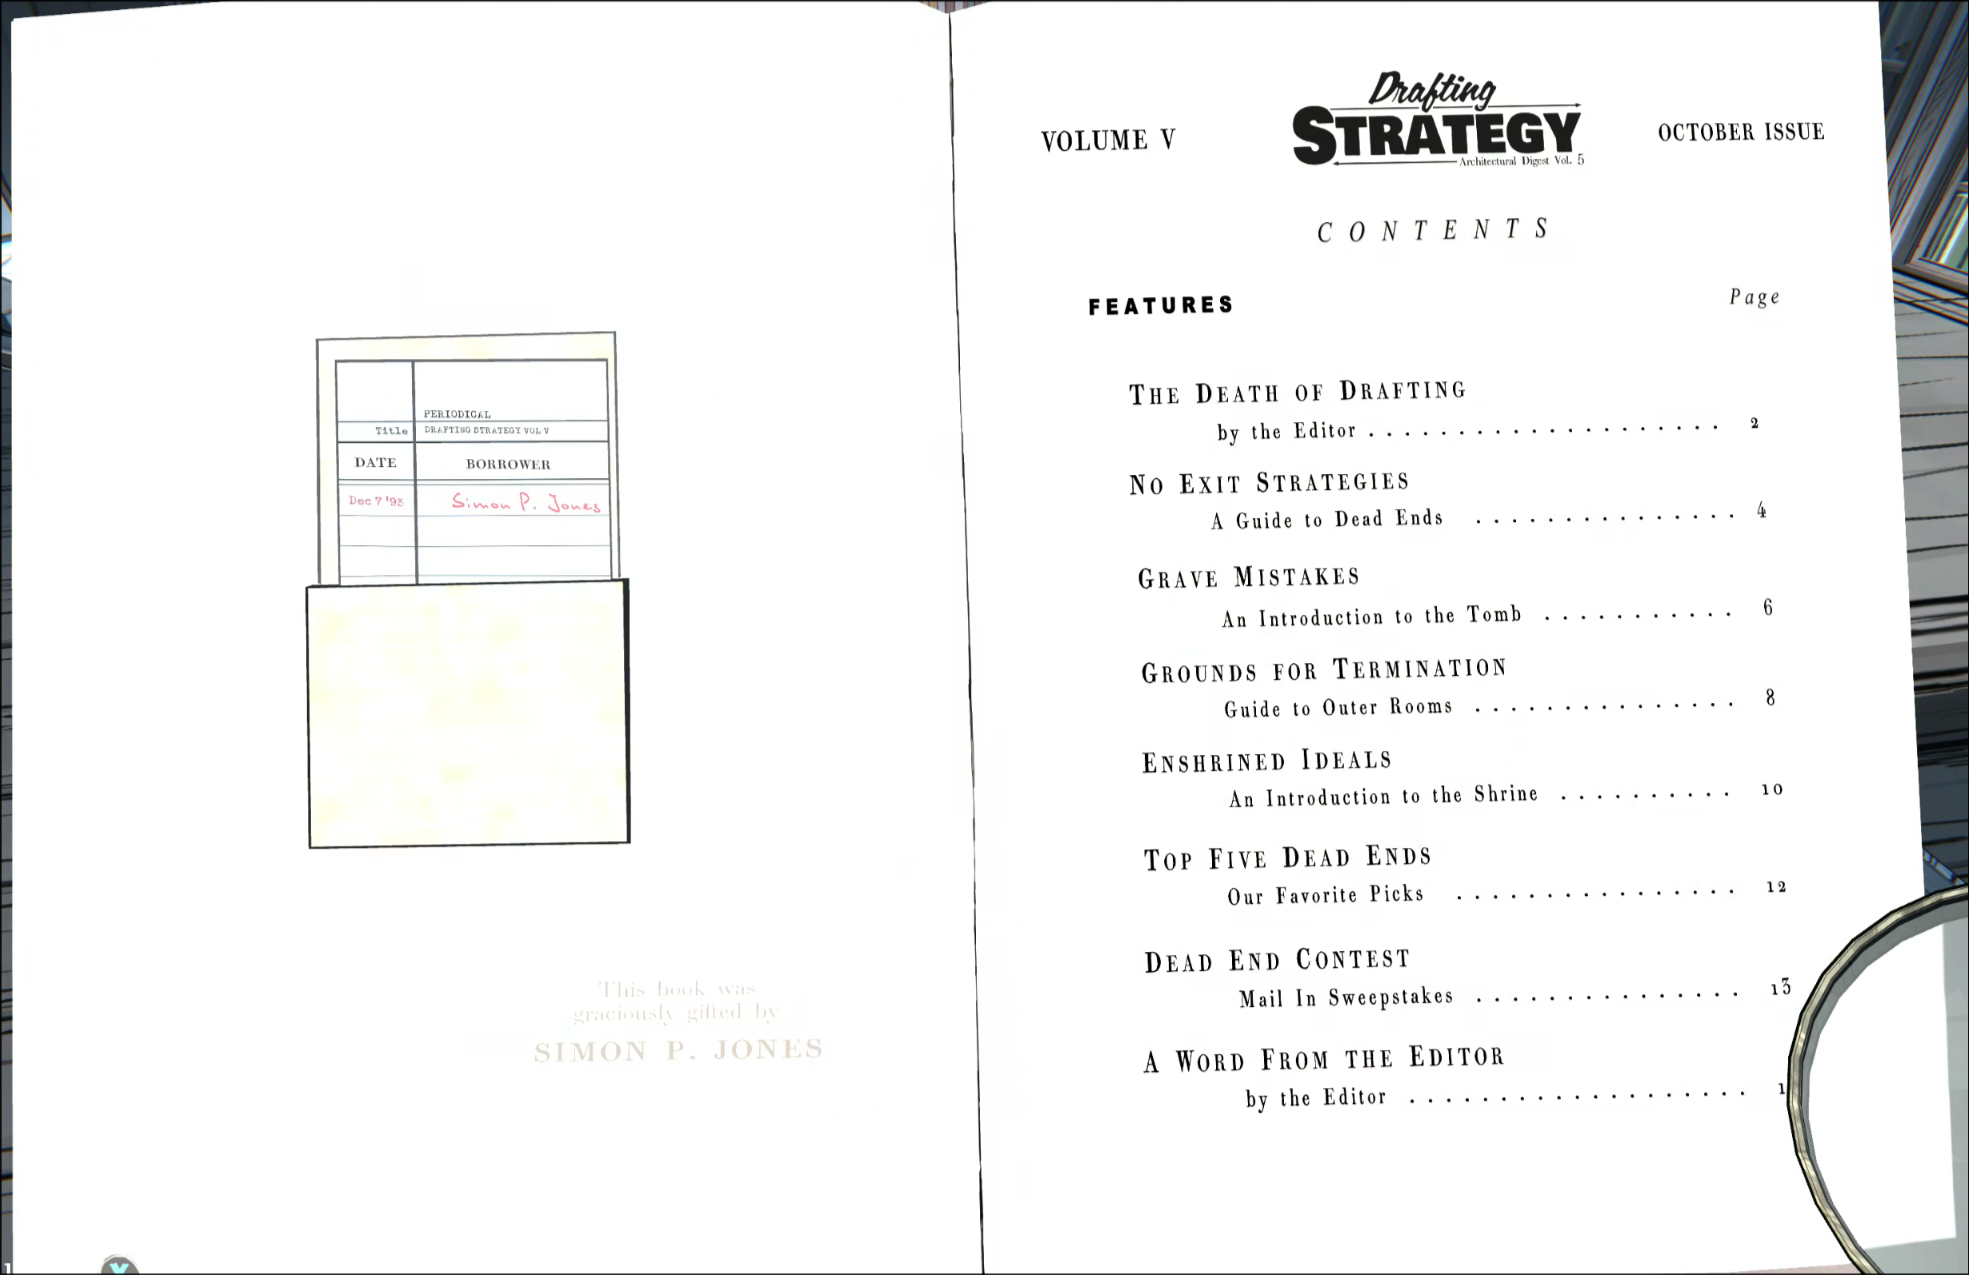 PERIODICAL
Title DRAFTING STRATEGY VOL V
DATE BORROWER
Dec 7 '93 Simon P. Jones
This book was
graciously gifted by
SIMON P. JONES
Drafting
VOLUME V STRATEGY OCTOBER ISSUE
Architectural Digest Vol. 5
CONTENTS
FEATURES Page
THE DEATH OF DRAFTING
by the Editor . . . . . . . . . . . . . . . . . . . . 2
NO EXIT STRATEGIES
A Guide to Dead Ends . . . . . . . . . . . . . . . 4
GRAVE MISTAKES
An Introduction to the Tomb . . . . . . . . . . . 6
GROUNDS FOR TERMINATION
Guide to Outer Rooms . . . . . . . . . . . . . . . 8
ENSHRINED IDEALS
An Introduction to the Shrine . . . . . . . . . . 10
TOP FIVE DEAD ENDS
Our Favorite Picks . . . . . . . . . . . . . . . . 12
DEAD END CONTEST
Mail In Sweepstakes . . . . . . . . . . . . . . . 13
A WORD FROM THE EDITOR
by the Editor . . . . . . . . . . . . . . . . . . .